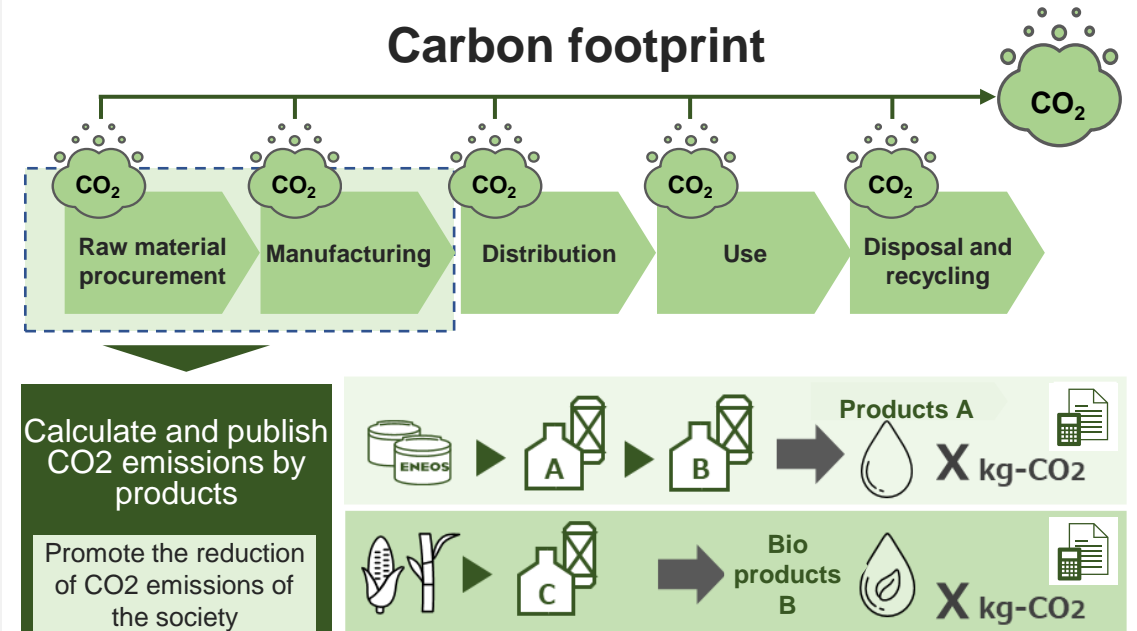 Carbon footprint
CO₂
CO₂
CO₂
CO₂
CO₂
CO₂
Raw material
procurement
Manufacturing
Distribution
Use
Disposal and
recycling
Calculate and publish
CO2 emissions by
products
Promote the reduction
of CO2 emissions of
the society
ENEOS
A
B
Products A
X kg-CO2
C
Bio
products
B
X kg-CO2